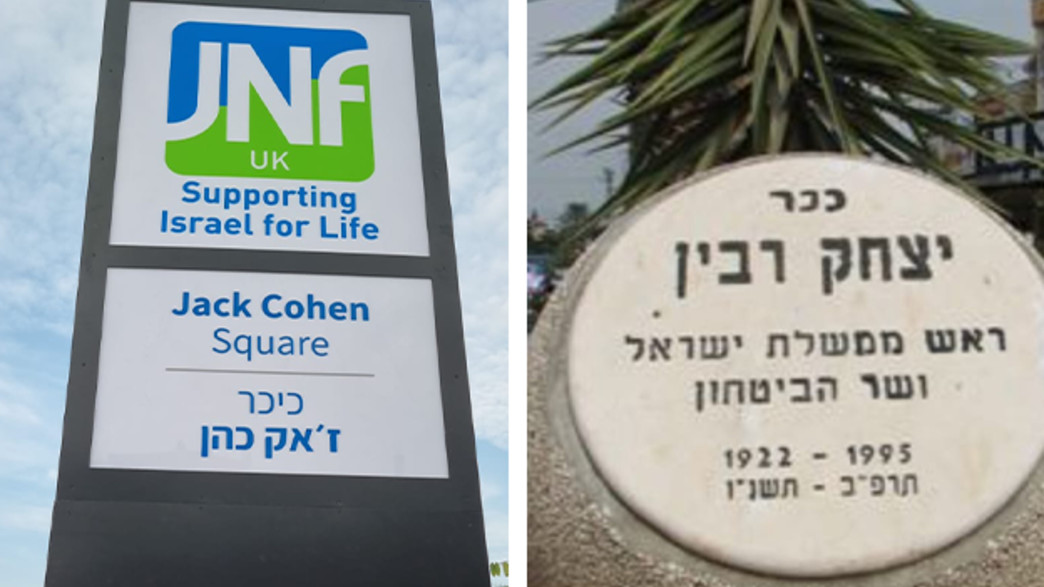 JNF
UK
Supporting
Israel for Life
Jack Cohen
Square
כיכר
ז׳אק כהן
ככר
יצחק רבין
ראש ממשלת ישראל
ושר הביטחון
1922 – 1995
תרפ״ב - תשנ״ו